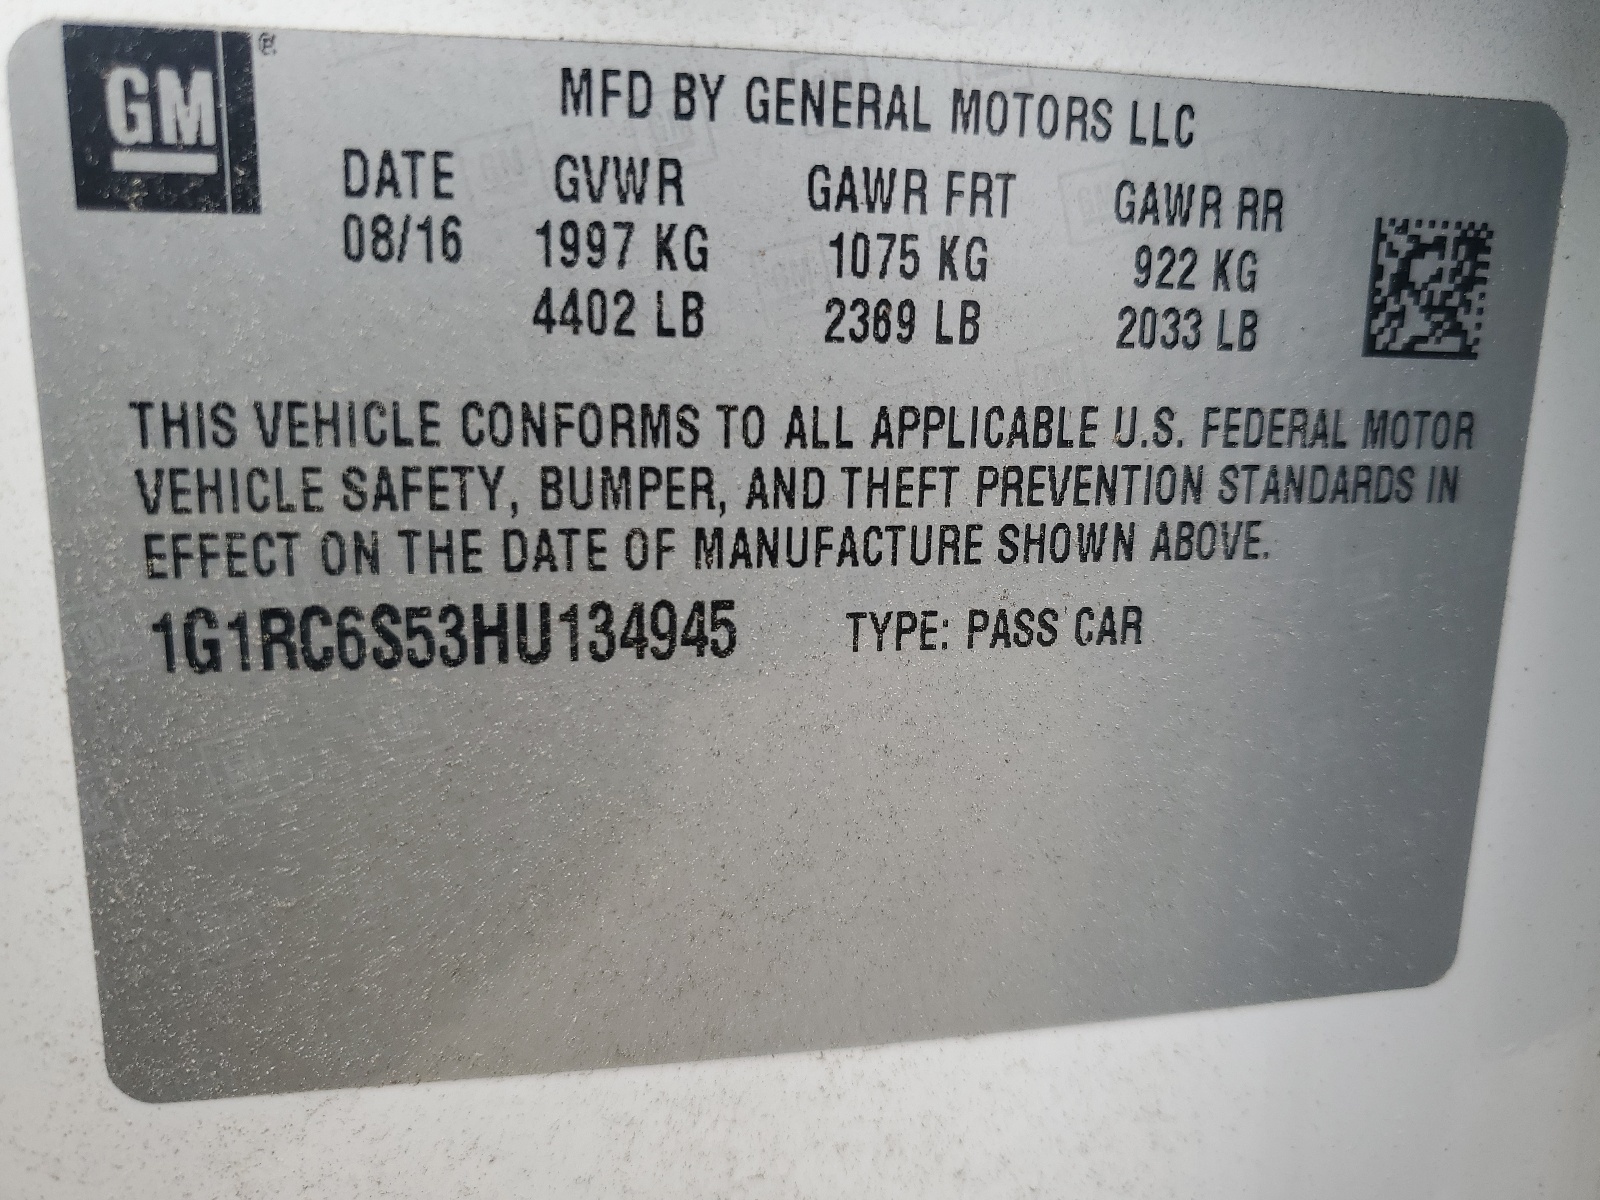 GM
MFD BY GENERAL MOTORS LLC
DATE GVWR GAWR FRT GAWR RR
08/16 1997 KG 1075 KG 922 KG
4402 LB 2369 LB 2033 LB
THIS VEHICLE CONFORMS TO ALL APPLICABLE U.S. FEDERAL MOTOR
VEHICLE SAFETY, BUMPER, AND THEFT PREVENTION STANDARDS IN
EFFECT ON THE DATE OF MANUFACTURE SHOWN ABOVE.
1G1RC6S53HU134945 TYPE: PASS CAR